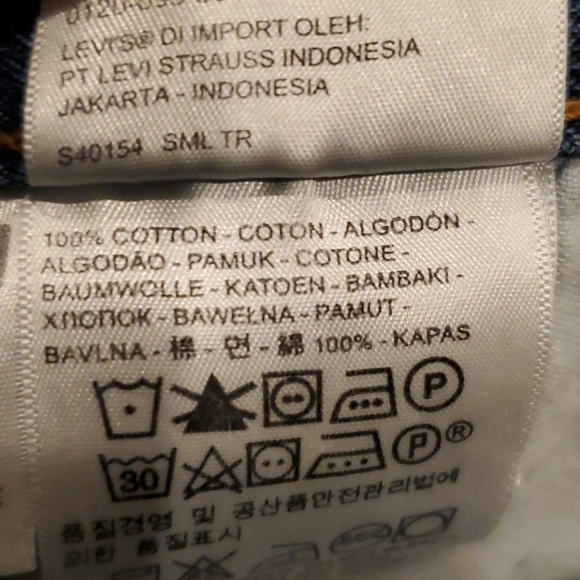 LEVI'S® DI IMPORT OLEH:
PT LEVI STRAUSS INDONESIA
JAKARTA - INDONESIA
S40154 SML TR
100% COTTON - COTON - ALGODÓN -
ALGODÃO - PAMUK - COTONE -
BAUMWOLLE - KATOEN - BAMBAKI -
ХЛОПОК - BAWEŁNA - PAMUT -
BAVLNA - 棉 - 면 - 綿 100% - KAPAS
P
30 P ®
품질경영 및 공산품안전관리법에
의한 품질표시